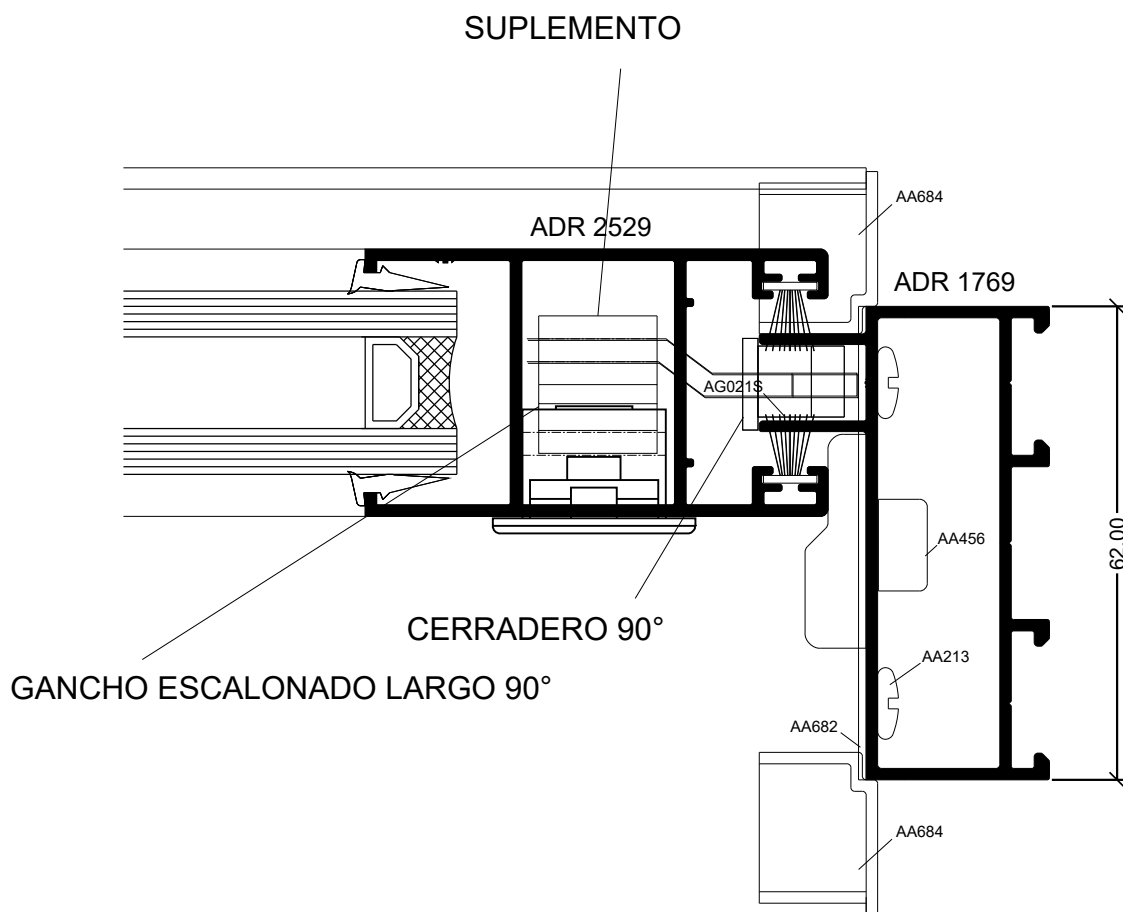 SUPLEMENTO
AA684
ADR 2529
ADR 1769
AG021S
AA456
62.00
CERRADERO 90°
AA213
GANCHO ESCALONADO LARGO 90°
AA682
AA684